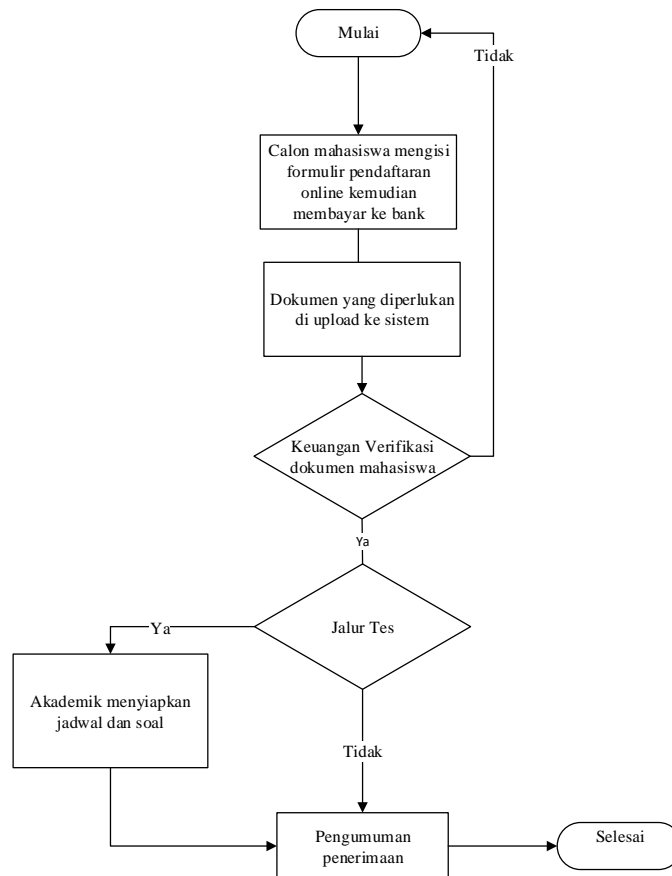 Mulai
Tidak
Calon mahasiswa mengisi
formulir pendaftaran
online kemudian
membayar ke bank
Dokumen yang diperlukan
di upload ke sistem
Keuangan Verifikasi
dokumen mahasiswa
Ya
Jalur Tes
Ya
Akademik menyiapkan
jadwal dan soal
Tidak
Pengumuman
penerimaan
Selesai